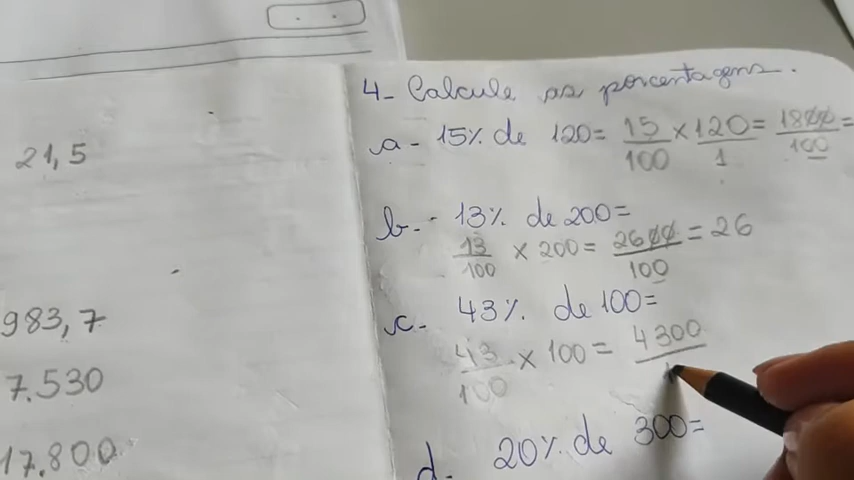 21,5
983,7
7.530
17.800
4- Calcule as porcentagens.
a- 15% de 120= 15/100 x 120/1 = 1800/100 =
b- 13% de 200=
13/100 x 200= 2600/100 = 26
c- 43% de 100=
43/100 x 100= 4300/1
d- 20% de 300=